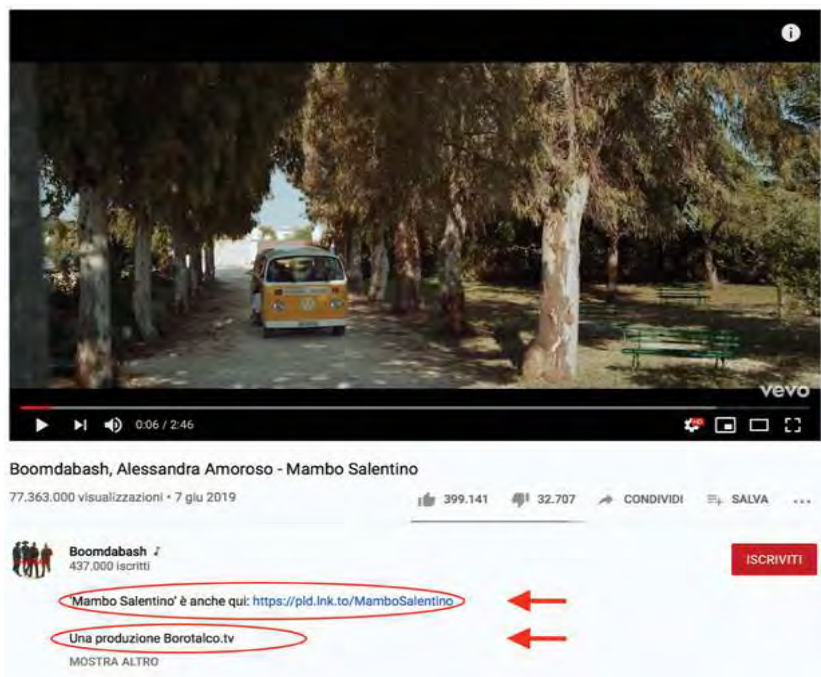 vevo
0:06 / 2:46
HD
Boomdabash, Alessandra Amoroso - Mambo Salentino
77.363.000 visualizzazioni • 7 giu 2019
399.141 32.707 CONDIVIDI SALVA ...
Boomdabash
437.000 iscritti
ISCRIVITI
'Mambo Salentino' è anche qui: https://pld.lnk.to/MamboSalentino
Una produzione Borotalco.tv
MOSTRA ALTRO